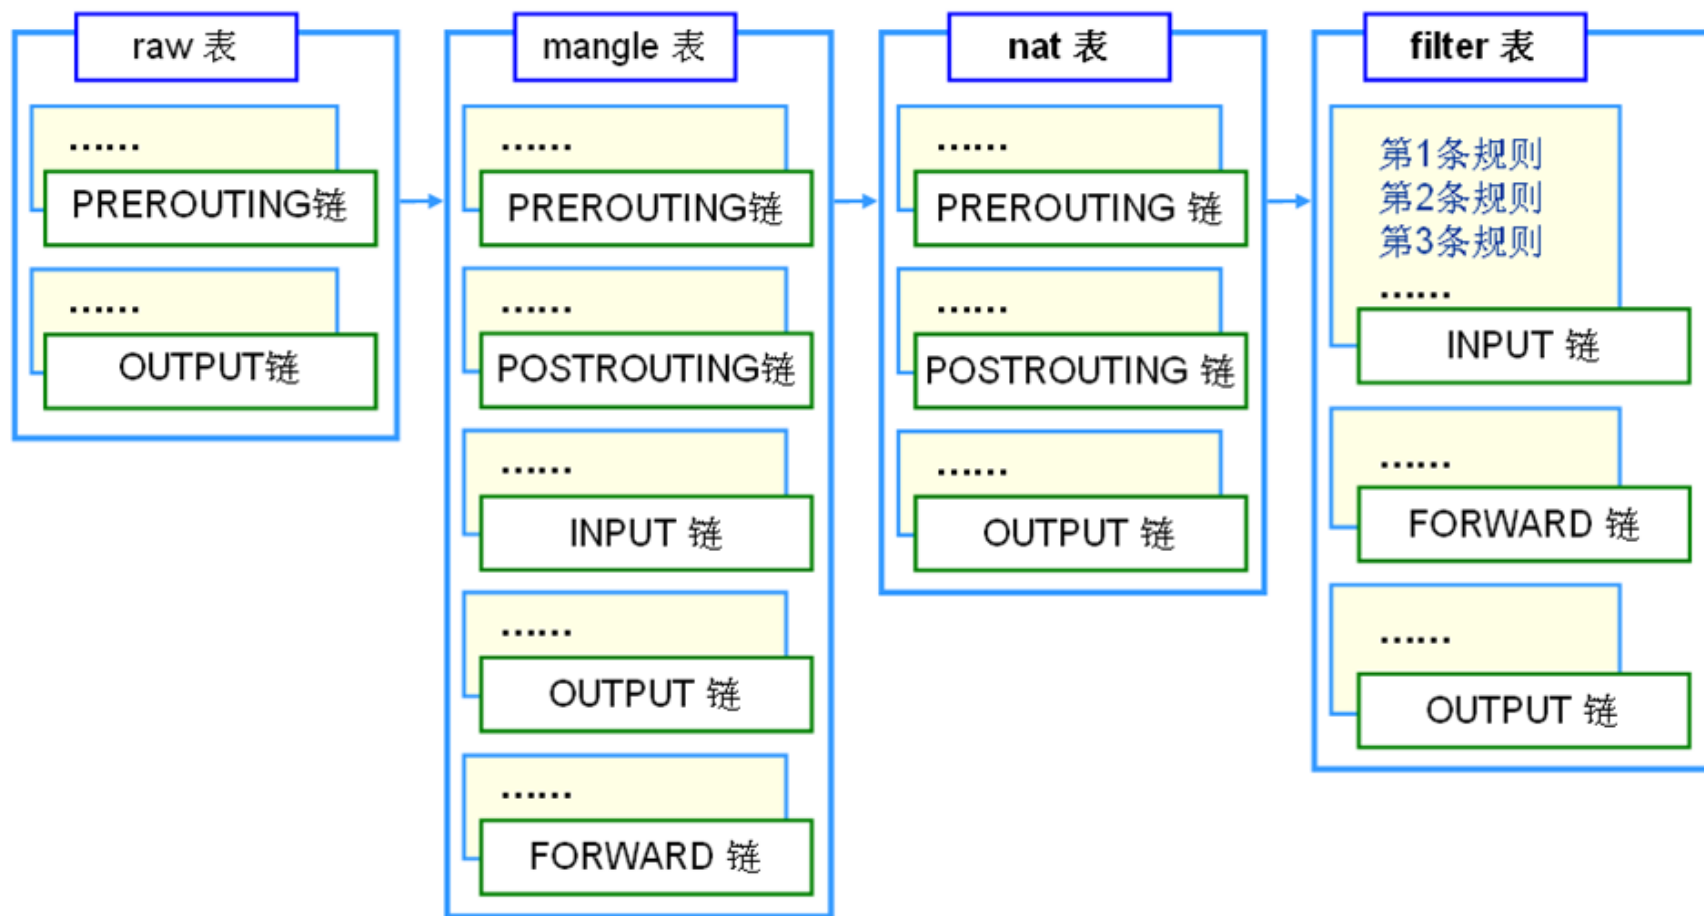 raw 表
……
PREROUTING链
……
OUTPUT链
mangle 表
……
PREROUTING链
……
POSTROUTING链
……
INPUT 链
……
OUTPUT 链
……
FORWARD 链
nat 表
……
PREROUTING 链
……
POSTROUTING 链
……
OUTPUT 链
filter 表
第1条规则
第2条规则
第3条规则
……
INPUT 链
……
FORWARD 链
……
OUTPUT 链